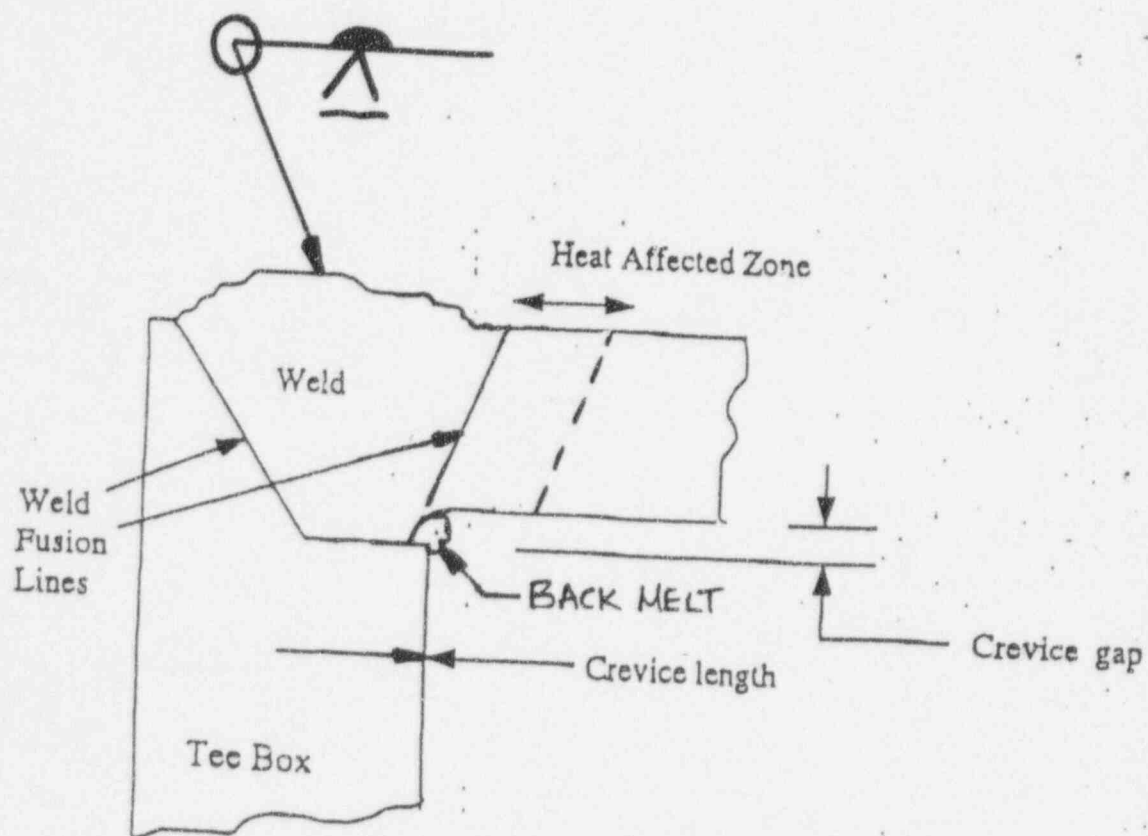 Heat Affected Zone
Weld
Weld
Fusion
Lines
BACK MELT
Crevice length
Crevice gap
Tee Box